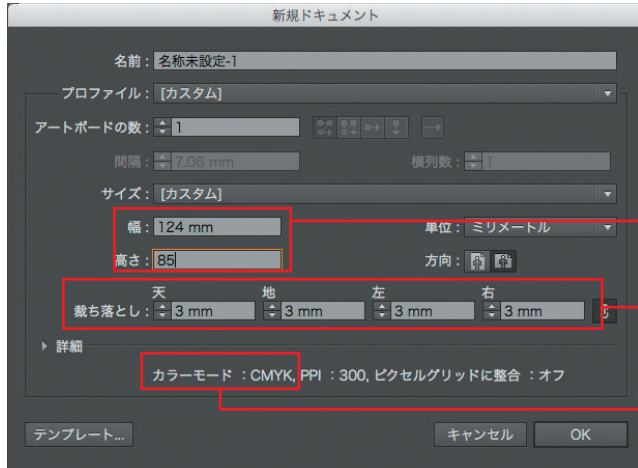 新規ドキュメント
名前：名称未設定-1
プロファイル：[カスタム]
アートボードの数：1
間隔：7.06 mm 横列数：1
サイズ：[カスタム]
幅：124 mm 単位：ミリメートル
高さ：85 方向：
天 地 左 右
裁ち落とし：3 mm 3 mm 3 mm 3 mm
詳細
カラーモード ：CMYK, PPI ：300, ピクセルグリッドに整合 ：オフ
テンプレート... キャンセル OK